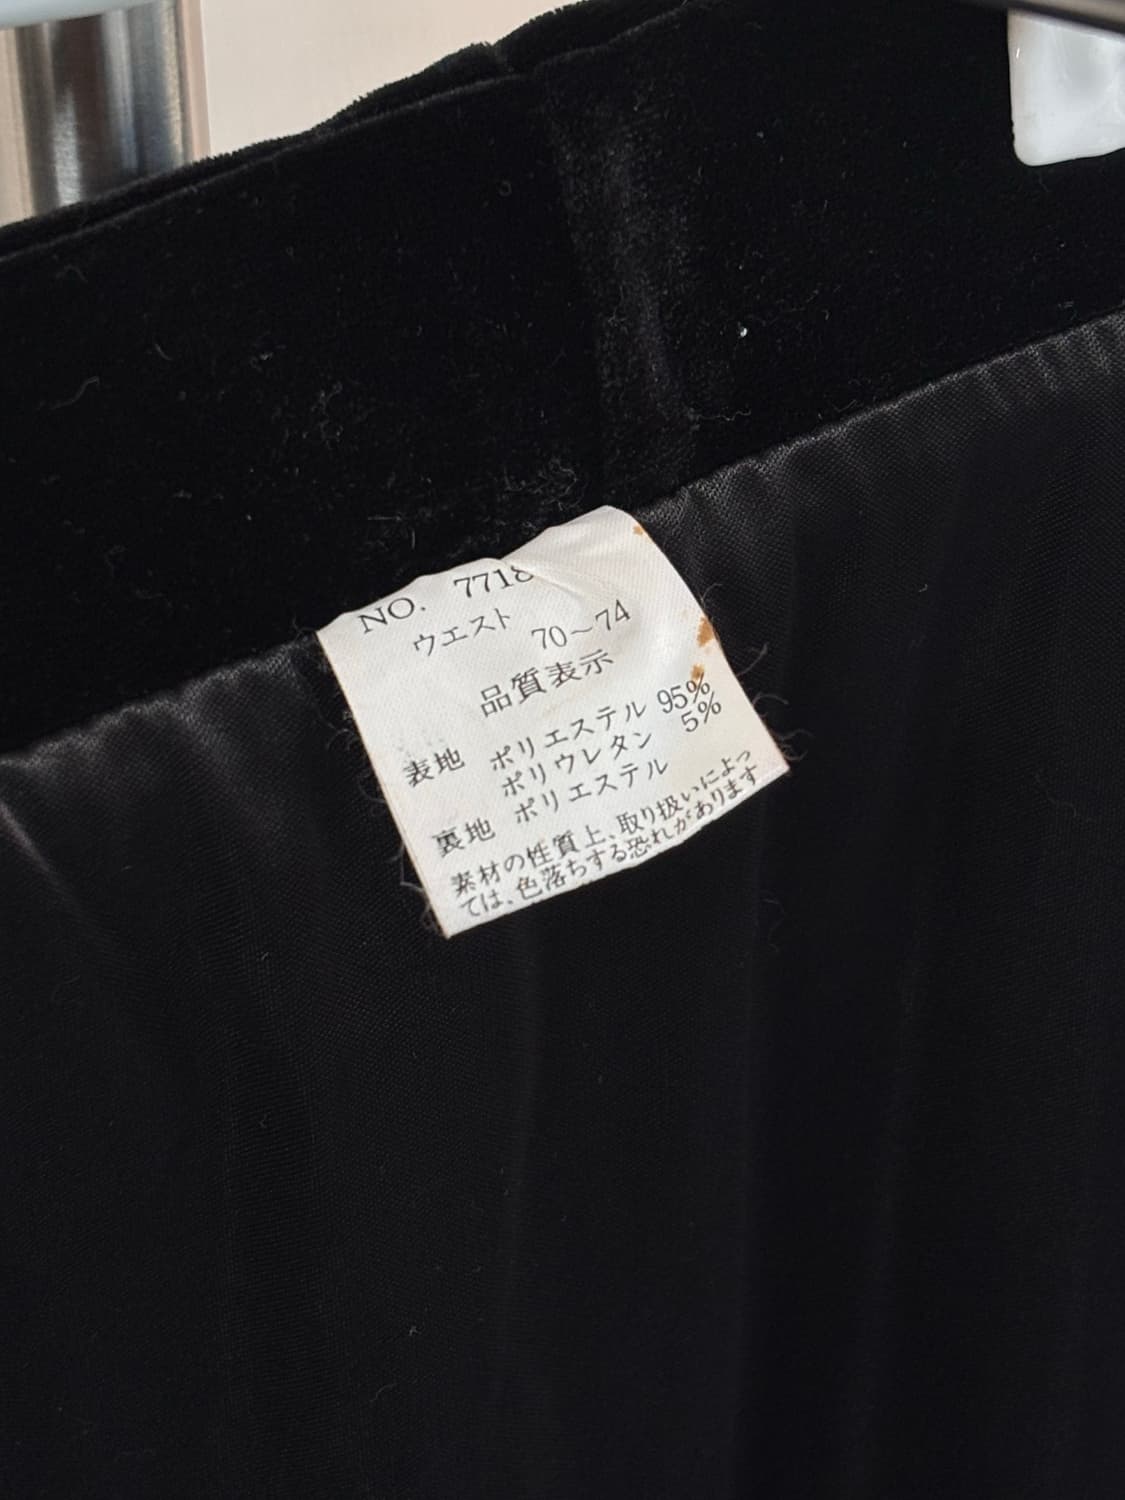 NO. 7718
ウエスト 70～74
品質表示
表地 ポリエステル 95%
ポリウレタン 5%
裏地 ポリエステル
素材の性質上、取り扱いによっ
ては、色落ちする恐れがあります